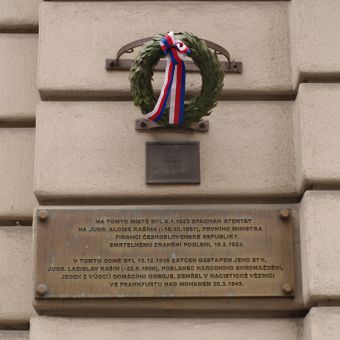 NA TOMTO MÍSTĚ BYL 5.1.1923 SPÁCHÁN ATENTÁT
NA JUDR. ALOISE RAŠÍNA (*18.10.1867), PRVNÍHO MINISTRA
FINANCÍ ČESKOSLOVENSKÉ REPUBLIKY.
SMRTELNÉMU ZRANĚNÍ PODLEHL 18.2.1923.
V TOMTO DOMĚ BYL 13.12.1939 ZATČEN GESTAPEM JEHO SYN,
JUDR. LADISLAV RAŠÍN (*22.6.1900), POSLANEC NÁRODNÍHO SHROMÁŽDĚNÍ,
JEDEN Z VŮDCŮ DOMÁCÍHO ODBOJE. ZEMŘEL V NACISTICKÉ VĚZNICI
VE FRANKFURTU NAD MOHANEM 20.3.1945.